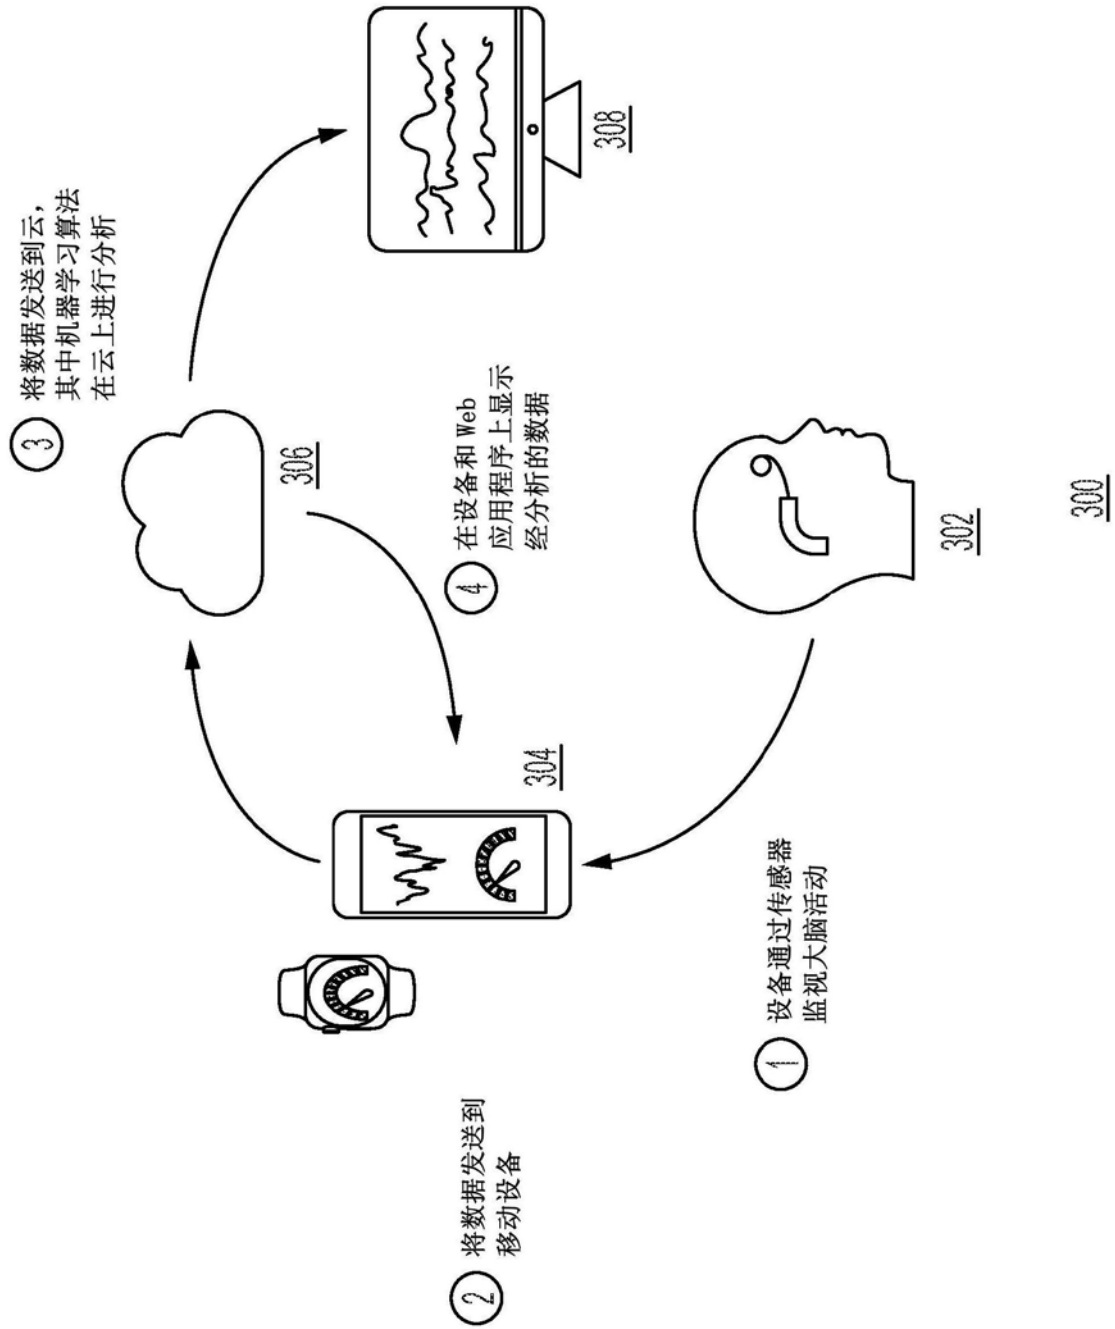 3
将数据发送到云，
其中机器学习算法
在云上进行分析
306
308
4
在设备和Web
应用程序上显示
经分析的数据
2
将数据发送到
移动设备
304
1
设备通过传感器
监视大脑活动
302
300